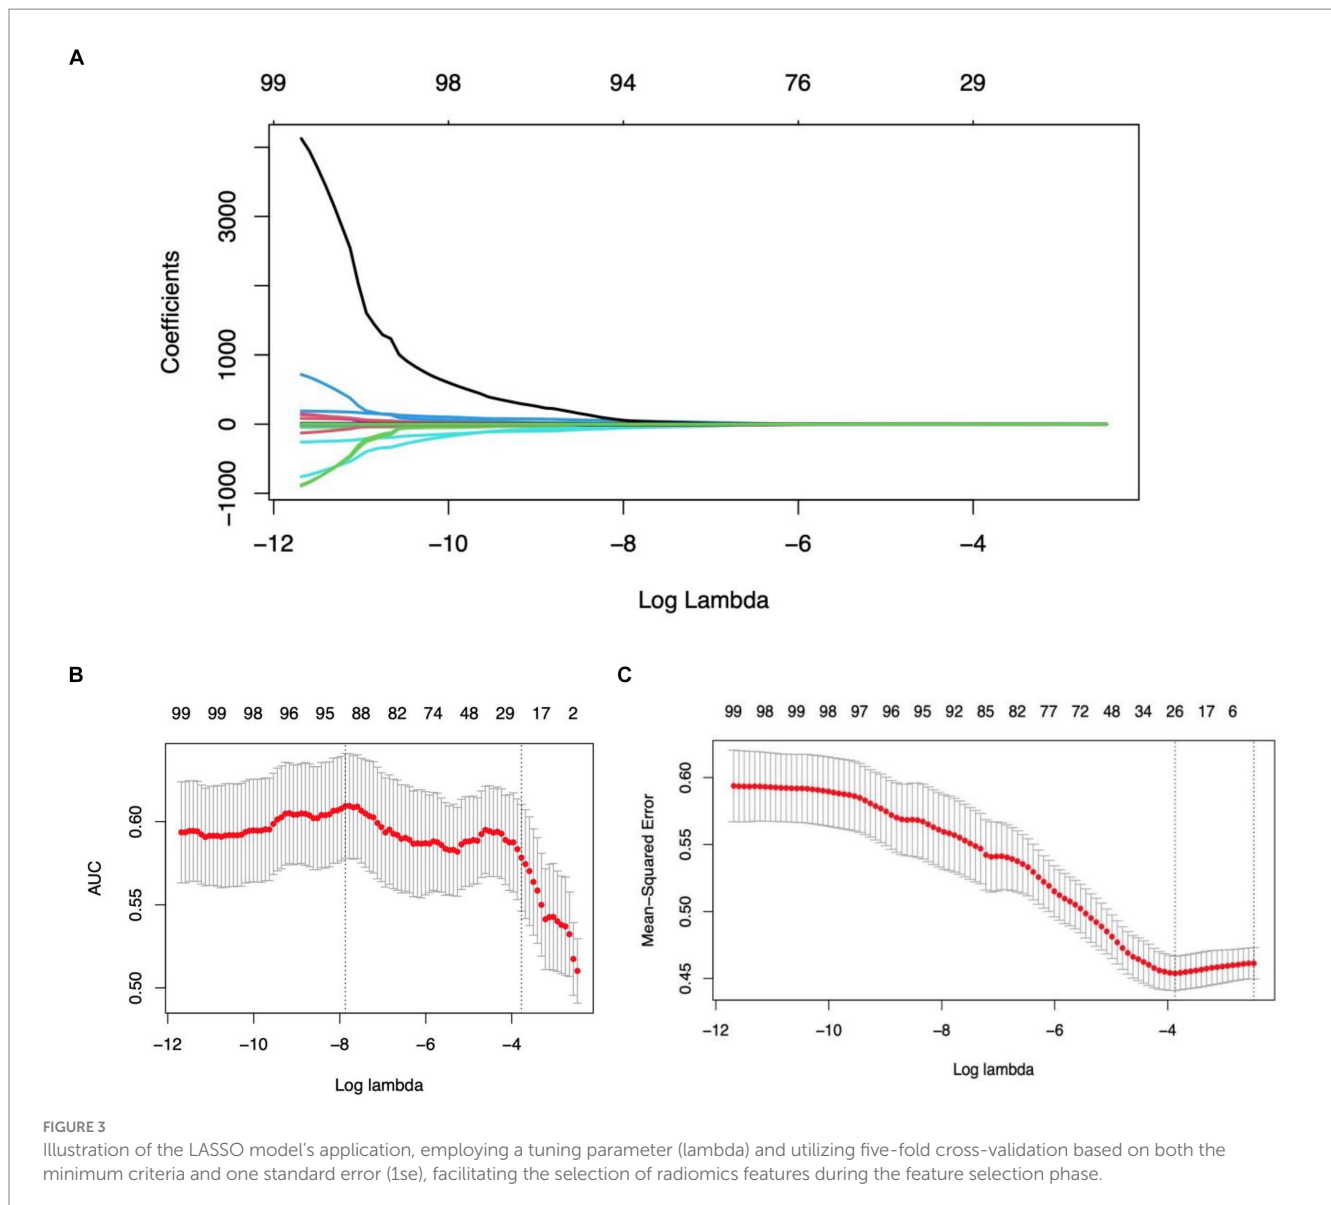 A
99 98 94 76 29
3000
1000
0
−1000
Coefficients
−12 −10 −8 −6 −4
Log Lambda
B
99 99 98 96 95 88 82 74 48 29 17 2
0.60
0.55
0.50
AUC
−12 −10 −8 −6 −4
Log lambda
C
99 98 99 98 97 96 95 92 85 82 77 72 48 34 26 17 6
0.60
0.55
0.50
0.45
Mean−Squared Error
−12 −10 −8 −6 −4
Log lambda
FIGURE 3
Illustration of the LASSO model’s application, employing a tuning parameter (lambda) and utilizing five-fold cross-validation based on both the
minimum criteria and one standard error (1se), facilitating the selection of radiomics features during the feature selection phase.